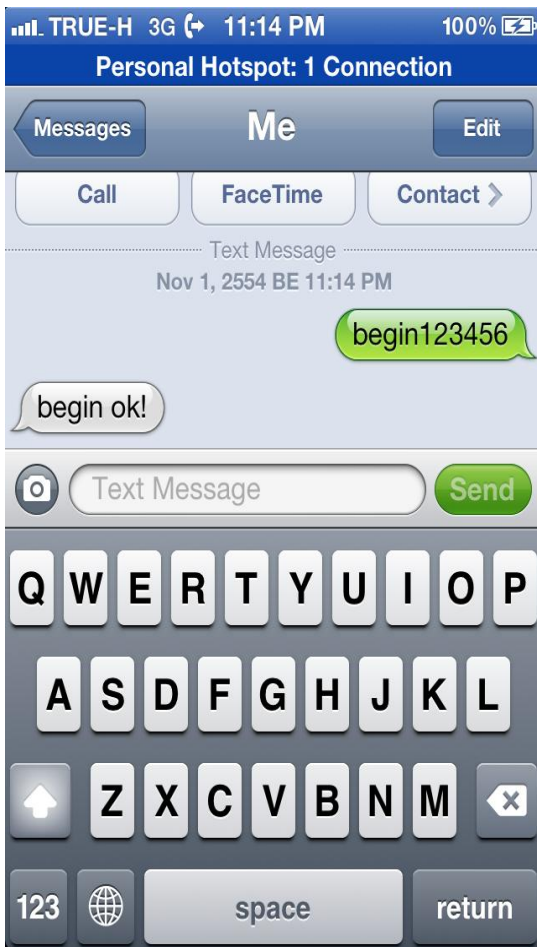 TRUE-H 3G 11:14 PM 100%
Personal Hotspot: 1 Connection
Messages Me Edit
Call FaceTime Contact
Text Message
Nov 1, 2554 BE 11:14 PM
begin123456
begin ok!
Text Message Send
Q W E R T Y U I O P
A S D F G H J K L
Z X C V B N M
123 space return